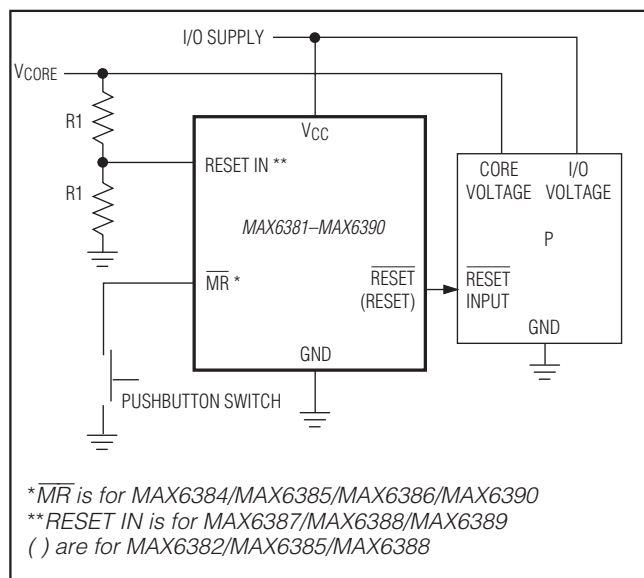 I/O SUPPLY
VCORE
R1
VCC
RESET IN **
CORE VOLTAGE
I/O VOLTAGE
R1
MAX6381–MAX6390
P
MR *
RESET
(RESET)
RESET
INPUT
GND
GND
PUSHBUTTON SWITCH
*MR is for MAX6384/MAX6385/MAX6386/MAX6390
**RESET IN is for MAX6387/MAX6388/MAX6389
( ) are for MAX6382/MAX6385/MAX6388